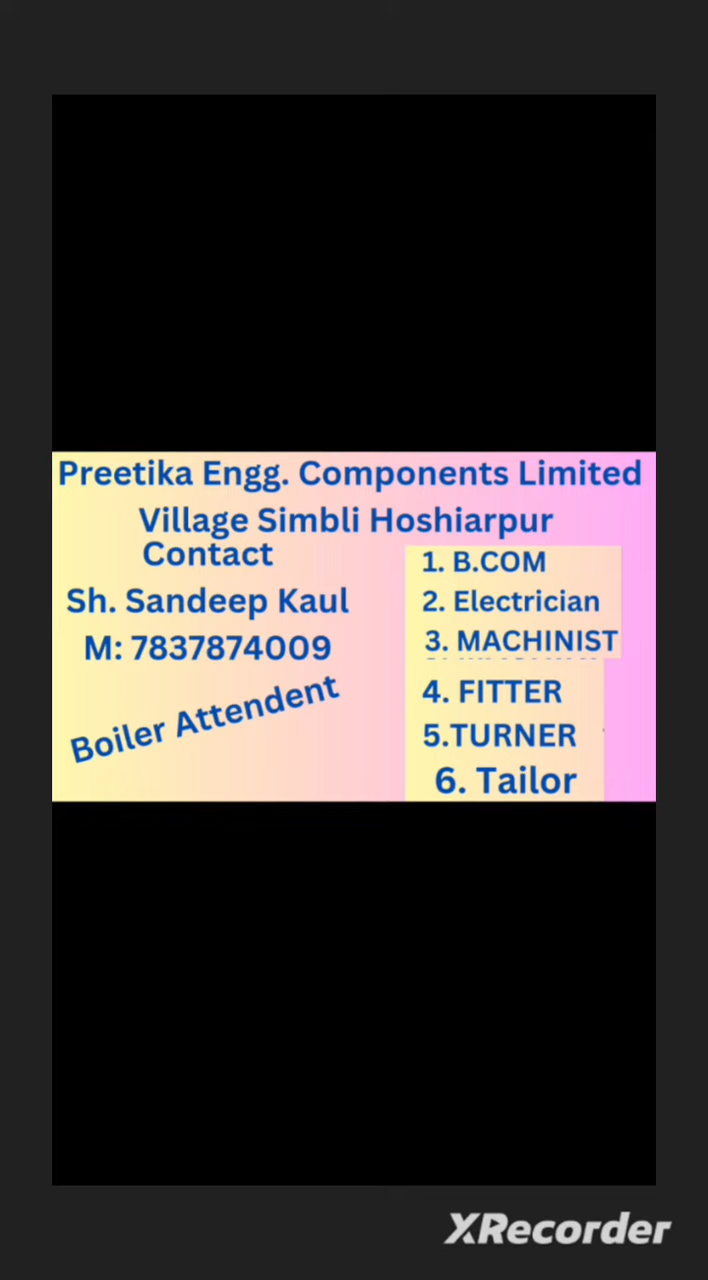 Preetika Engg. Components Limited
Village Simbli Hoshiarpur
Contact
Sh. Sandeep Kaul
M: 7837874009
Boiler Attendent
1. B.COM
2. Electrician
3. MACHINIST
4. FITTER
5.TURNER
6. Tailor
XRecorder